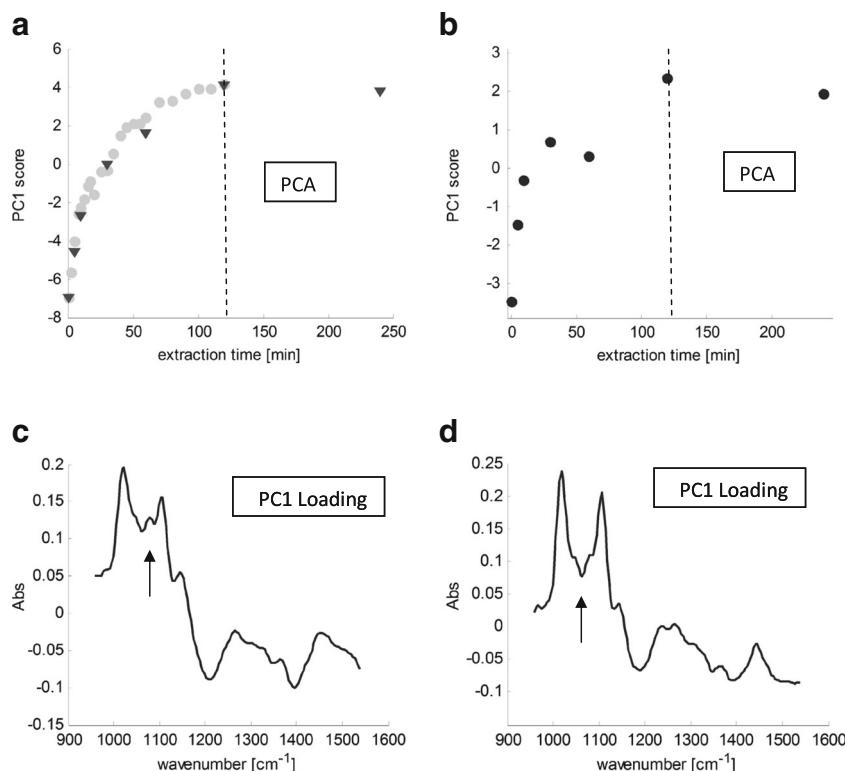 a
6
4
2
0
-2
-4
-6
-8
PC1 score
PCA
0 50 100 150 200 250
extraction time [min]
b
3
2
1
0
-1
-2
-3
PC1 score
PCA
0 50 100 150 200
extraction time [min]
c
0.2
0.15
0.1
0.05
0
-0.05
-0.1
-0.15
Abs
PC1 Loading
900 1000 1100 1200 1300 1400 1500 1600
wavenumber [cm⁻¹]
d
0.25
0.2
0.15
0.1
0.05
0
-0.05
-0.1
Abs
PC1 Loading
900 1000 1100 1200 1300 1400 1500 1600
wavenumber [cm⁻¹]